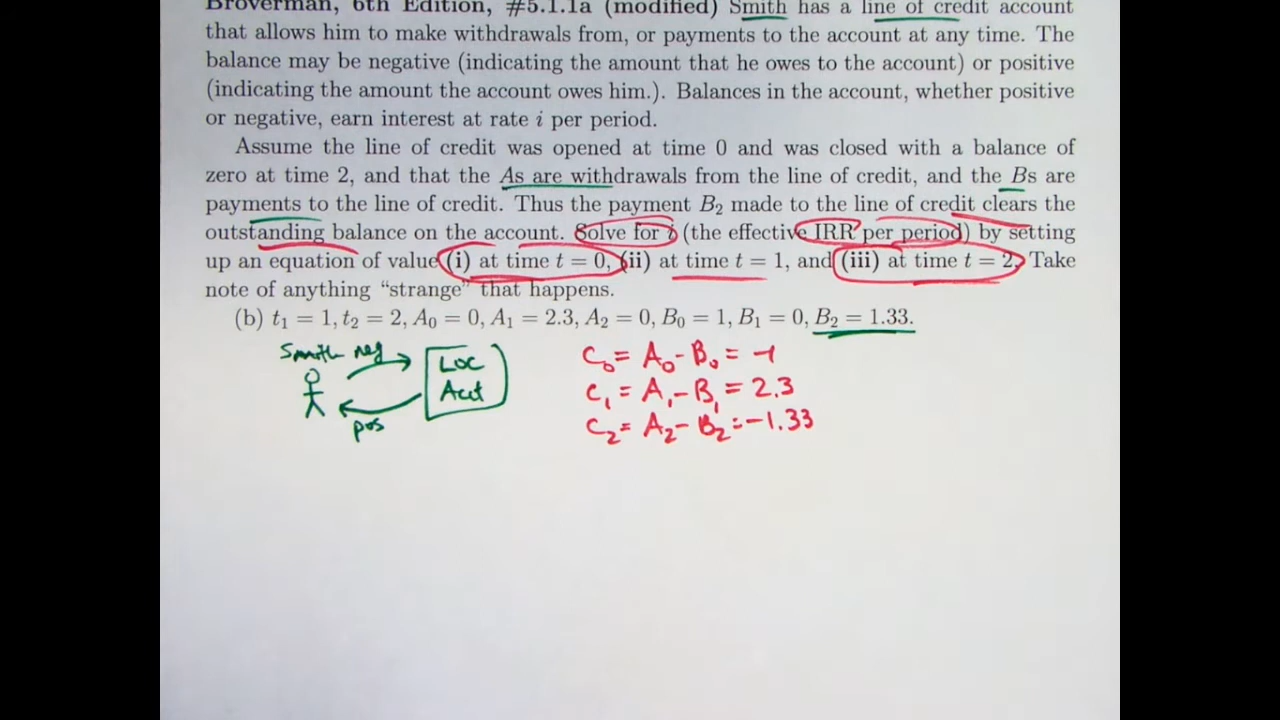 Broverman, 6th Edition, #5.1.1a (modified) Smith has a line of credit account
that allows him to make withdrawals from, or payments to the account at any time. The
balance may be negative (indicating the amount that he owes to the account) or positive
(indicating the amount the account owes him.). Balances in the account, whether positive
or negative, earn interest at rate i per period.
Assume the line of credit was opened at time 0 and was closed with a balance of
zero at time 2, and that the As are withdrawals from the line of credit, and the Bs are
payments to the line of credit. Thus the payment B₂ made to the line of credit clears the
outstanding balance on the account. Solve for i (the effective IRR per period) by setting
up an equation of value (i) at time t = 0, (ii) at time t = 1, and (iii) at time t = 2. Take
note of anything “strange” that happens.
(b) t₁ = 1, t₂ = 2, A₀ = 0, A₁ = 2.3, A₂ = 0, B₀ = 1, B₁ = 0, B₂ = 1.33.
Smith neg
LOC
Acct
pos
C₀ = A₀ - B₀ = -1
C₁ = A₁ - B₁ = 2.3
C₂ = A₂ - B₂ = -1.33